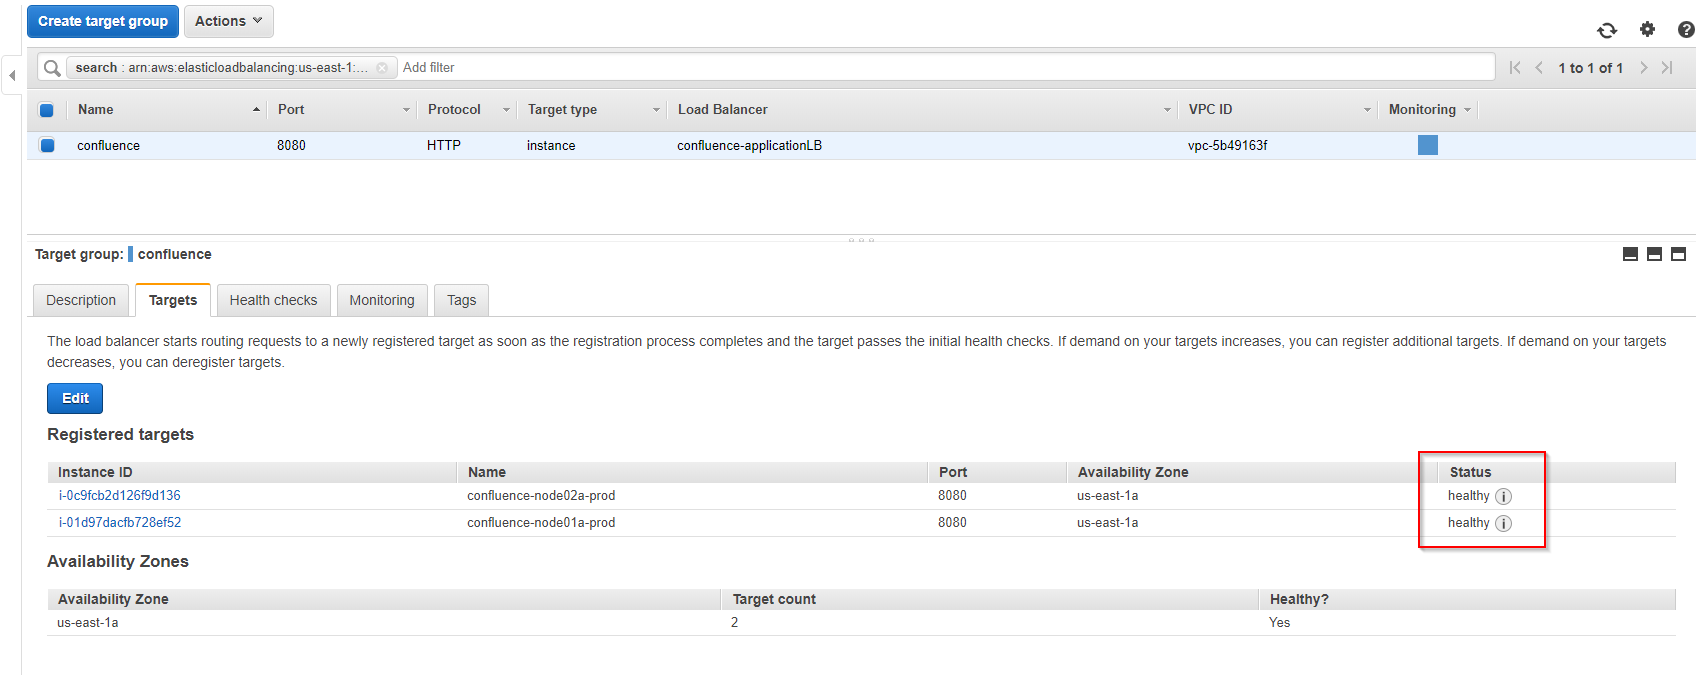 Create target group Actions
search : arn:aws:elasticloadbalancing:us-east-1:... Add filter 1 to 1 of 1
Name Port Protocol Target type Load Balancer VPC ID Monitoring
confluence 8080 HTTP instance confluence-applicationLB vpc-5b49163f
Target group: confluence
Description Targets Health checks Monitoring Tags
The load balancer starts routing requests to a newly registered target as soon as the registration process completes and the target passes the initial health checks. If demand on your targets increases, you can register additional targets. If demand on your targets
decreases, you can deregister targets.
Edit
Registered targets
Instance ID Name Port Availability Zone Status
i-0c9fcb2d126f9d136 confluence-node02a-prod 8080 us-east-1a healthy i
i-01d97dacfb728ef52 confluence-node01a-prod 8080 us-east-1a healthy i
Availability Zones
Availability Zone Target count Healthy?
us-east-1a 2 Yes